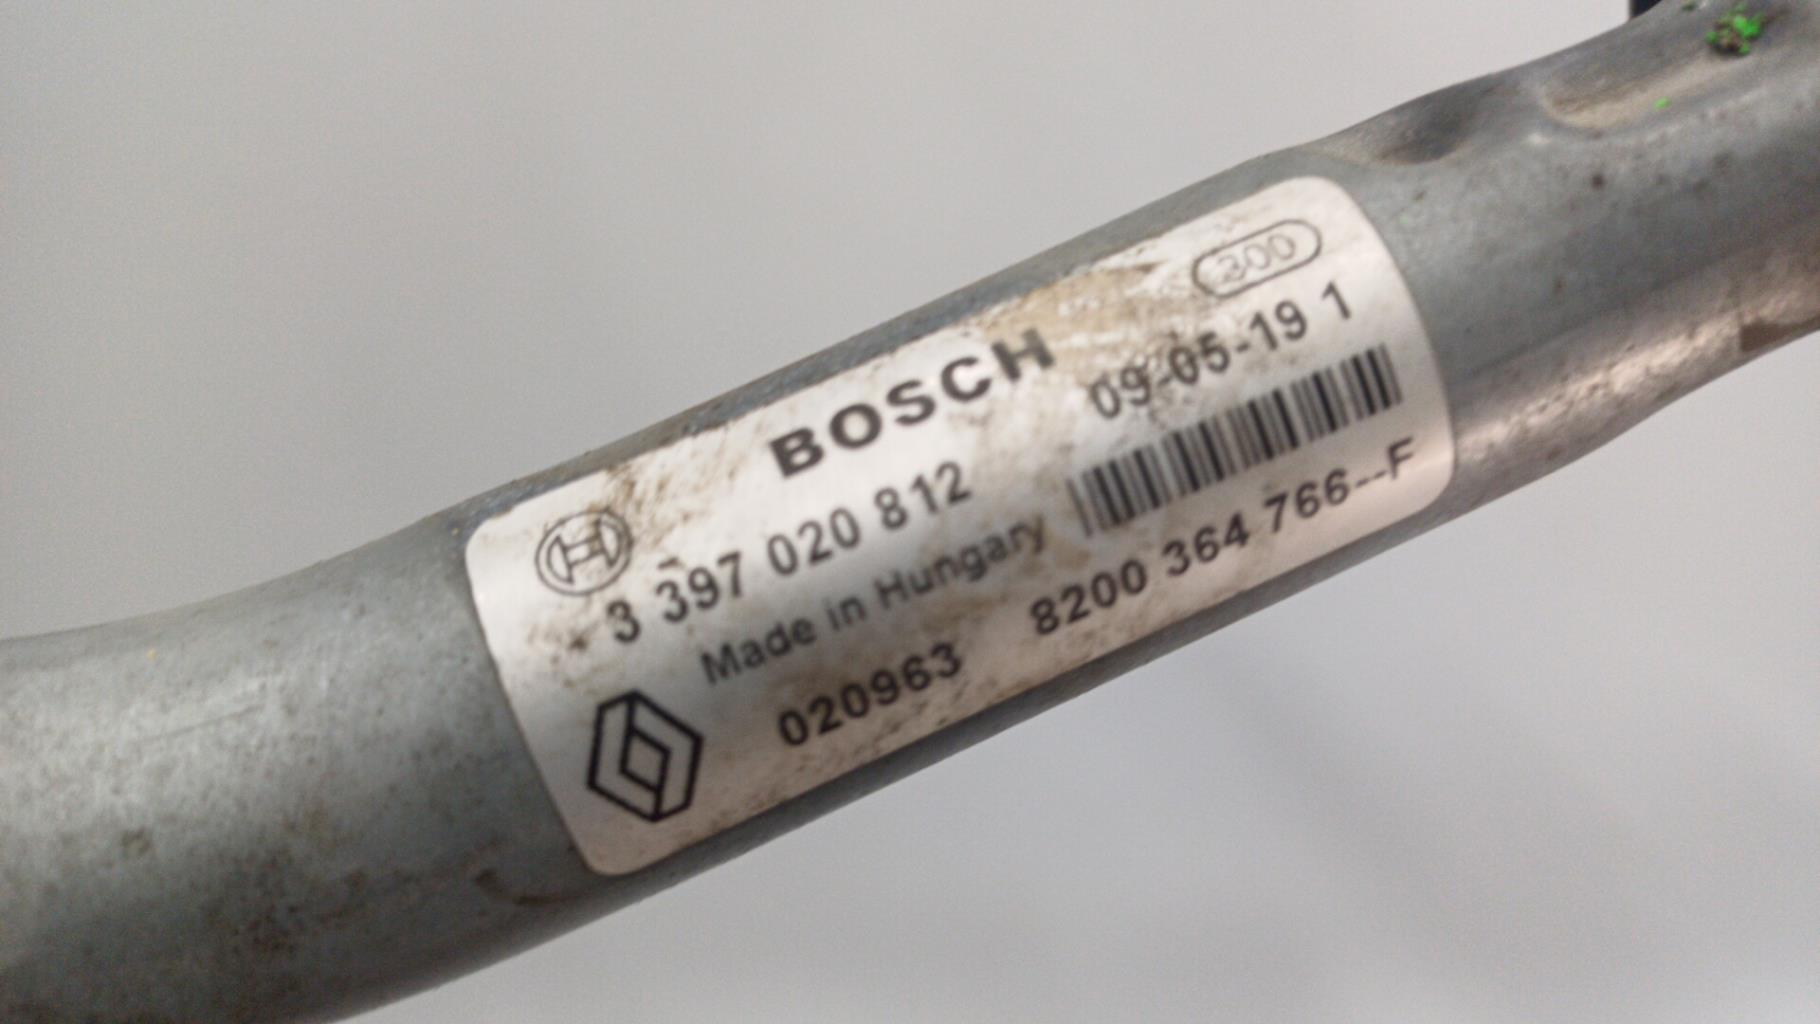 300
BOSCH
09-05-19 1
3 397 020 812
Made in Hungary
020963
8200 364 766--F